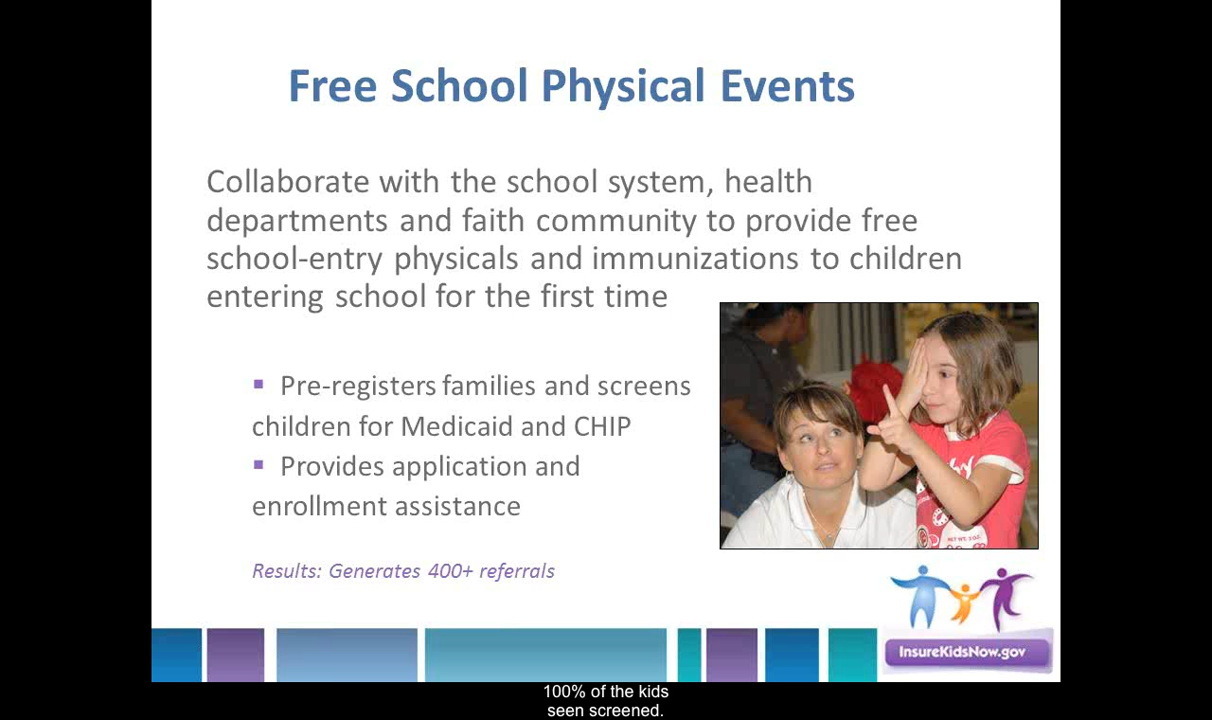 Free School Physical Events
Collaborate with the school system, health
departments and faith community to provide free
school-entry physicals and immunizations to children
entering school for the first time
▪ Pre-registers families and screens
children for Medicaid and CHIP
▪ Provides application and
enrollment assistance
Results: Generates 400+ referrals
InsureKidsNow.gov
100% of the kids
seen screened.